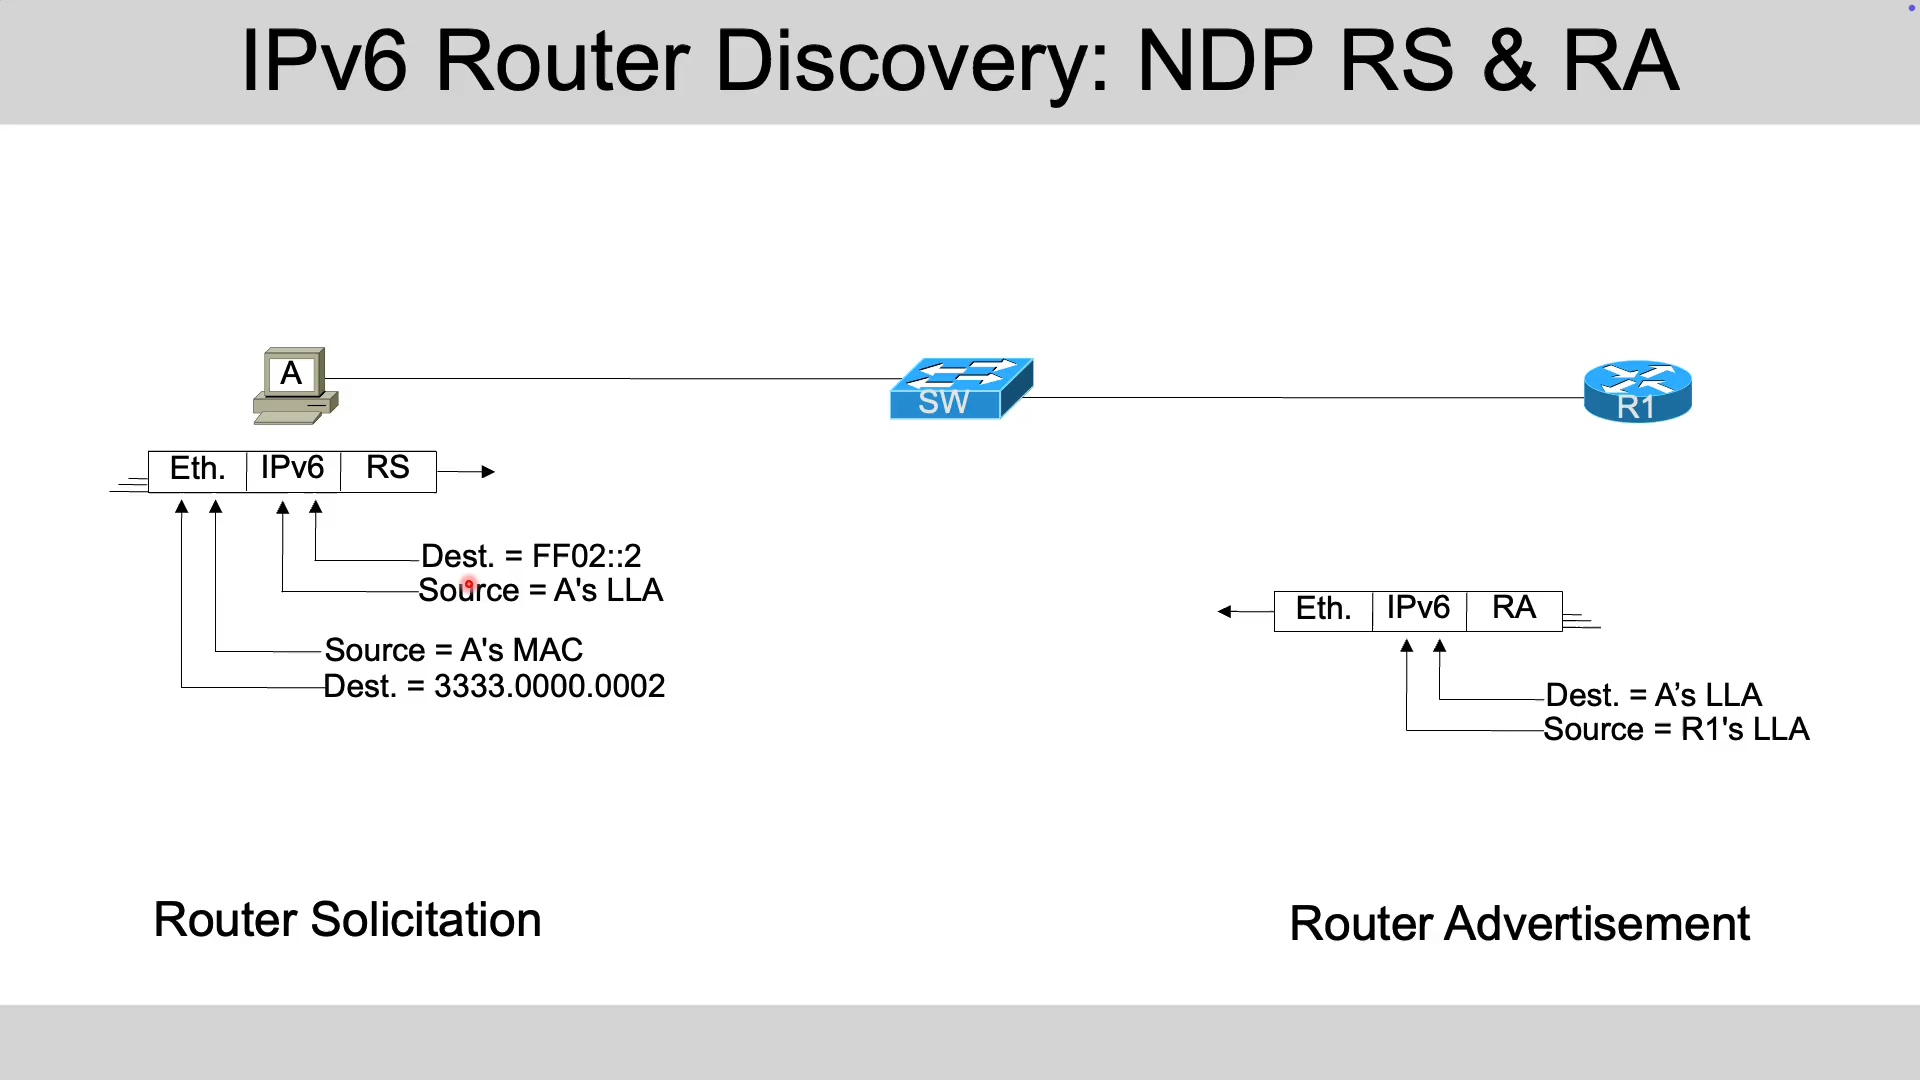 IPv6 Router Discovery: NDP RS & RA
A
SW
R1
Eth. IPv6 RS
Dest. = FF02::2
Source = A's LLA
Source = A's MAC
Dest. = 3333.0000.0002
Eth. IPv6 RA
Dest. = A’s LLA
Source = R1's LLA
Router Solicitation
Router Advertisement